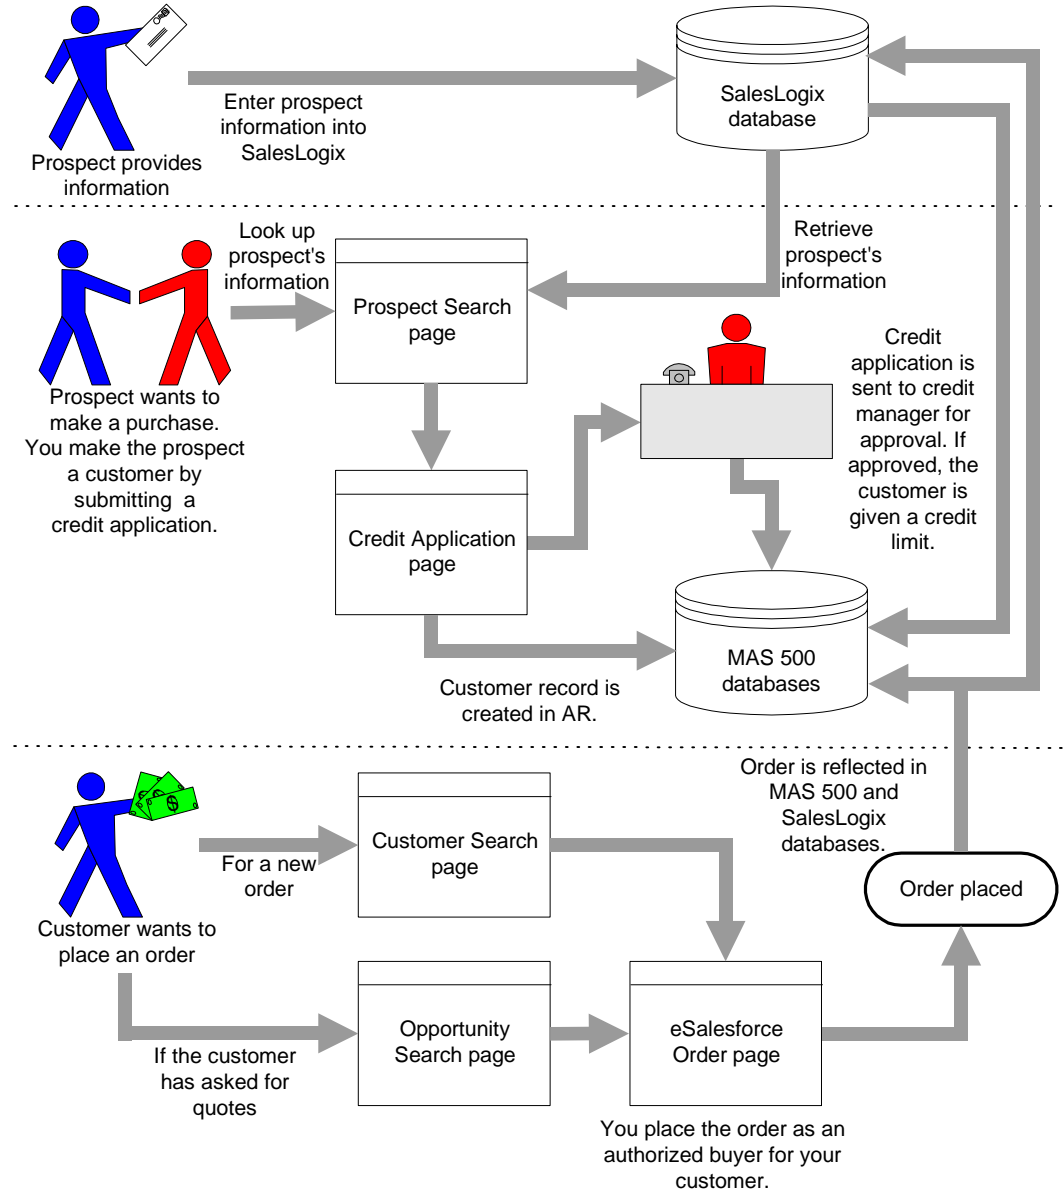 SalesLogix
database
Enter prospect
information into
SalesLogix
Prospect provides
information
Look up
prospect's
information
Retrieve
prospect's
information
Prospect Search
page
Prospect wants to
make a purchase.
You make the prospect
a customer by
submitting a
credit application.
Credit
application is
sent to credit
manager for
approval. If
approved, the
customer is
given a credit
limit.
Credit Application
page
MAS 500
databases
Customer record is
created in AR.
Order is reflected in
MAS 500 and
SalesLogix
databases.
Customer Search
page
For a new
order
Order placed
Customer wants to
place an order
Opportunity
Search page
eSalesforce
Order page
If the customer
has asked for
quotes
You place the order as an
authorized buyer for your
customer.